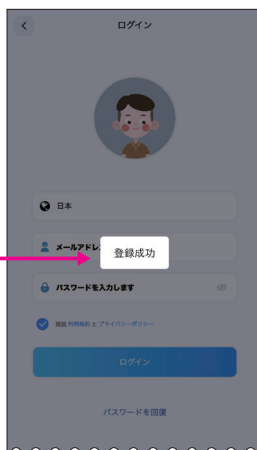 ログイン
日本
メールアドレ
登録成功
パスワードを入力します
利用規約 と プライバシーポリシー
ログイン
パスワードを回復